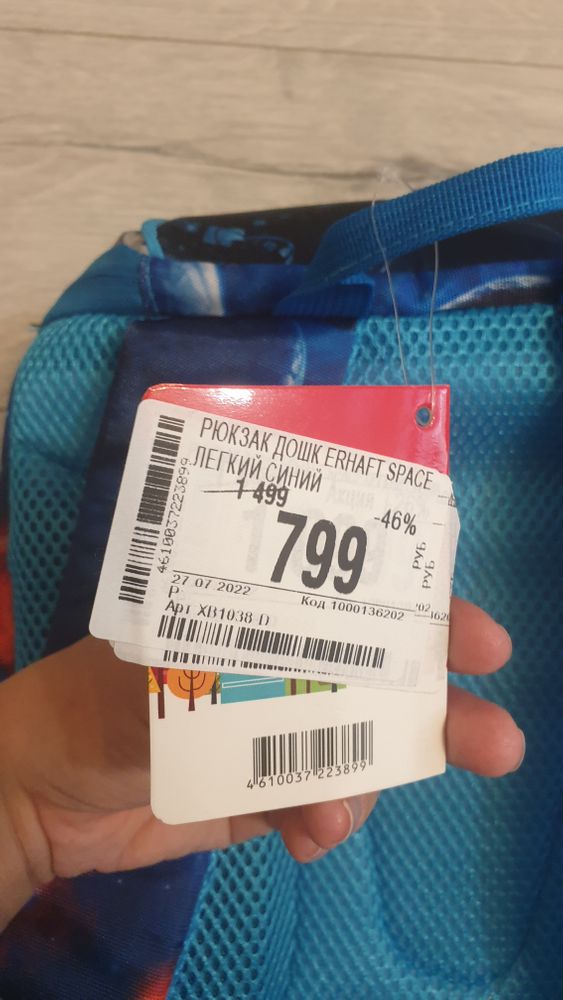 РЮКЗАК ДОШК ERHAFT SPACE
ЛЕГКИЙ СИНИЙ
1 499
-46%
799
РУБ
РУБ
27 07 2022
Код 1000136202
Р
Арт XB1038-D
4610037223899
4610037223899